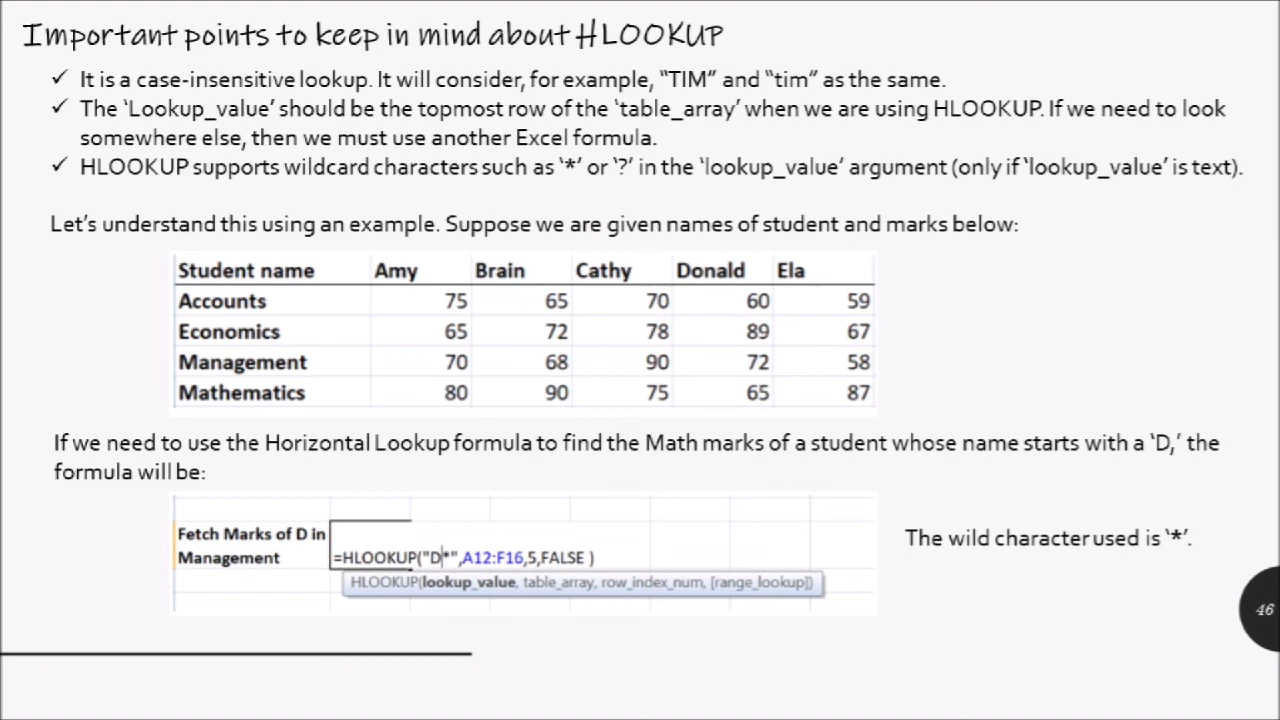 Important points to keep in mind about HLOOKUP
✓ It is a case-insensitive lookup. It will consider, for example, “TIM” and “tim” as the same.
✓ The ‘Lookup_value’ should be the topmost row of the ‘table_array’ when we are using HLOOKUP. If we need to look
somewhere else, then we must use another Excel formula.
✓ HLOOKUP supports wildcard characters such as ‘*’ or ‘?’ in the ‘lookup_value’ argument (only if ‘lookup_value’ is text).
Let’s understand this using an example. Suppose we are given names of student and marks below:
Student name Amy Brain Cathy Donald Ela
Accounts 75 65 70 60 59
Economics 65 72 78 89 67
Management 70 68 90 72 58
Mathematics 80 90 75 65 87
If we need to use the Horizontal Lookup formula to find the Math marks of a student whose name starts with a ‘D,’ the
formula will be:
Fetch Marks of D in
Management =HLOOKUP("D*",A12:F16,5,FALSE )
HLOOKUP(lookup_value, table_array, row_index_num, [range_lookup])
The wild character used is ‘*’.
46